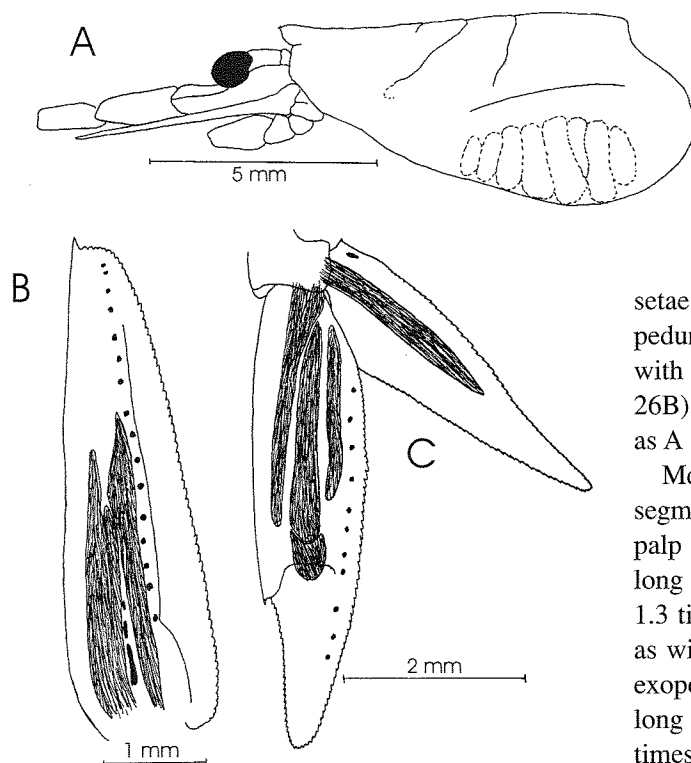 A
5 mm
B
C
2 mm
1 mm
setae
pedur
with
26B)
as A
Mo
segm
palp
long
1.3 ti
as wi
exope
long
times